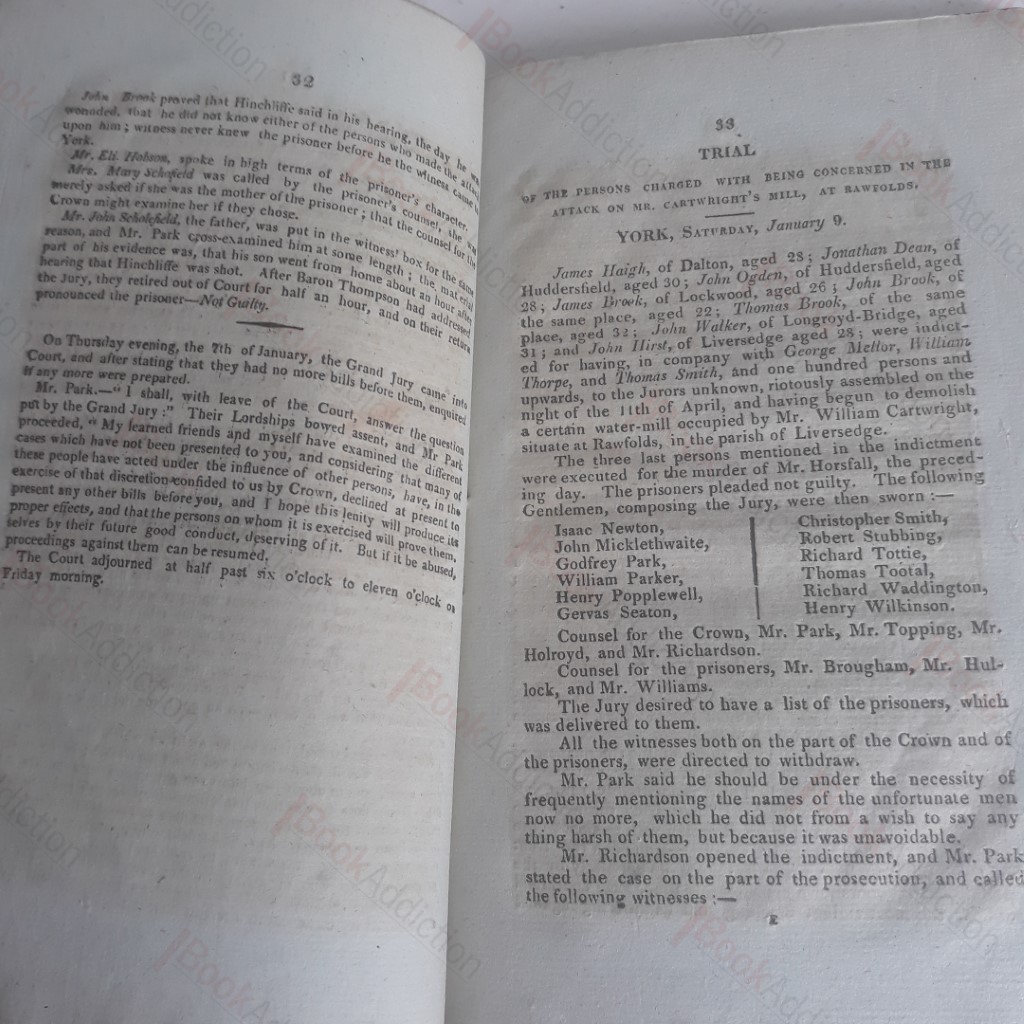 32
John Brook proved that Hinchliffe said in his hearing, the day he was
wounded, that he did not know either of the persons who made the attack
upon him; witness never knew the prisoner before he the witness came to
York.
Mr. Eli. Hobson, spoke in high terms of the prisoner's character.
Mrs. Mary Schofield was called by the prisoner's counsel, she was
merely asked if she was the mother of the prisoner; that the counsel for the
Crown might examine her if they chose.
Mr. John Scholefield, the father, was put in the witness' box for the same
reason, and Mr. Park cross-examined him at some length; the material
part of his evidence was, that his son went from home about an hour after
hearing that Hinchliffe was shot. After Baron Thompson had addressed
the Jury, they retired out of Court for half an hour, and on their return
pronounced the prisoner—Not Guilty.
On Thursday evening, the 7th of January, the Grand Jury came into
Court, and after stating that they had no more bills before them, enquired
if any more were prepared.
Mr. Park.—" I shall, with leave of the Court, answer the question
put by the Grand Jury:" Their Lordships bowed assent, and Mr Park
proceeded, " My learned friends and myself have examined the different
cases which have not been presented to you, and considering that many of
these people have acted under the influence of other persons, have, in the
exercise of that discretion confided to us by Crown, declined at present to
present any other bills before you, and I hope this lenity will produce its
proper effects, and that the persons on whom it is exercised will prove them,
selves by their future good conduct, deserving of it. But if it be abused,
proceedings against them can be resumed.
The Court adjourned at half past six o'clock to eleven o'clock on
Friday morning.
33
TRIAL
OF THE PERSONS CHARGED WITH BEING CONCERNED IN THE
ATTACK ON MR. CARTWRIGHT'S MILL, AT RAWFOLDS.
YORK, Saturday, January 9.
James Haigh, of Dalton, aged 28; Jonathan Dean, of
Huddersfield, aged 30; John Ogden, of Huddersfield, aged
28; James Brook, of Lockwood, aged 26; John Brook, of
the same place, aged 22; Thomas Brook, of the same
place, aged 32; John Walker, of Longroyd-Bridge, aged
31; and John Hirst, of Liversedge aged 28; were indict-
ed for having, in company with George Mellor, William
Thorpe, and Thomas Smith, and one hundred persons and
upwards, to the Jurors unknown, riotously assembled on the
night of the 11th of April, and having begun to demolish
a certain water-mill occupied by Mr. William Cartwright,
situate at Rawfolds, in the parish of Liversedge.
The three last persons mentioned in the indictment
were executed for the murder of Mr. Horsfall, the preced-
ing day. The prisoners pleaded not guilty. The following
Gentlemen, composing the Jury, were then sworn:—
Isaac Newton,
John Micklethwaite,
Godfrey Park,
William Parker,
Henry Popplewell,
Gervas Seaton,
Christopher Smith,
Robert Stubbing,
Richard Tottie,
Thomas Tootal,
Richard Waddington,
Henry Wilkinson.
Counsel for the Crown, Mr. Park, Mr. Topping, Mr.
Holroyd, and Mr. Richardson.
Counsel for the prisoners, Mr. Brougham, Mr. Hul-
lock, and Mr. Williams.
The Jury desired to have a list of the prisoners, which
was delivered to them.
All the witnesses both on the part of the Crown and of
the prisoners, were directed to withdraw.
Mr. Park said he should be under the necessity of
frequently mentioning the names of the unfortunate men
now no more, which he did not from a wish to say any
thing harsh of them, but because it was unavoidable.
Mr. Richardson opened the indictment, and Mr. Park
stated the case on the part of the prosecution, and called
the following witnesses:—
E